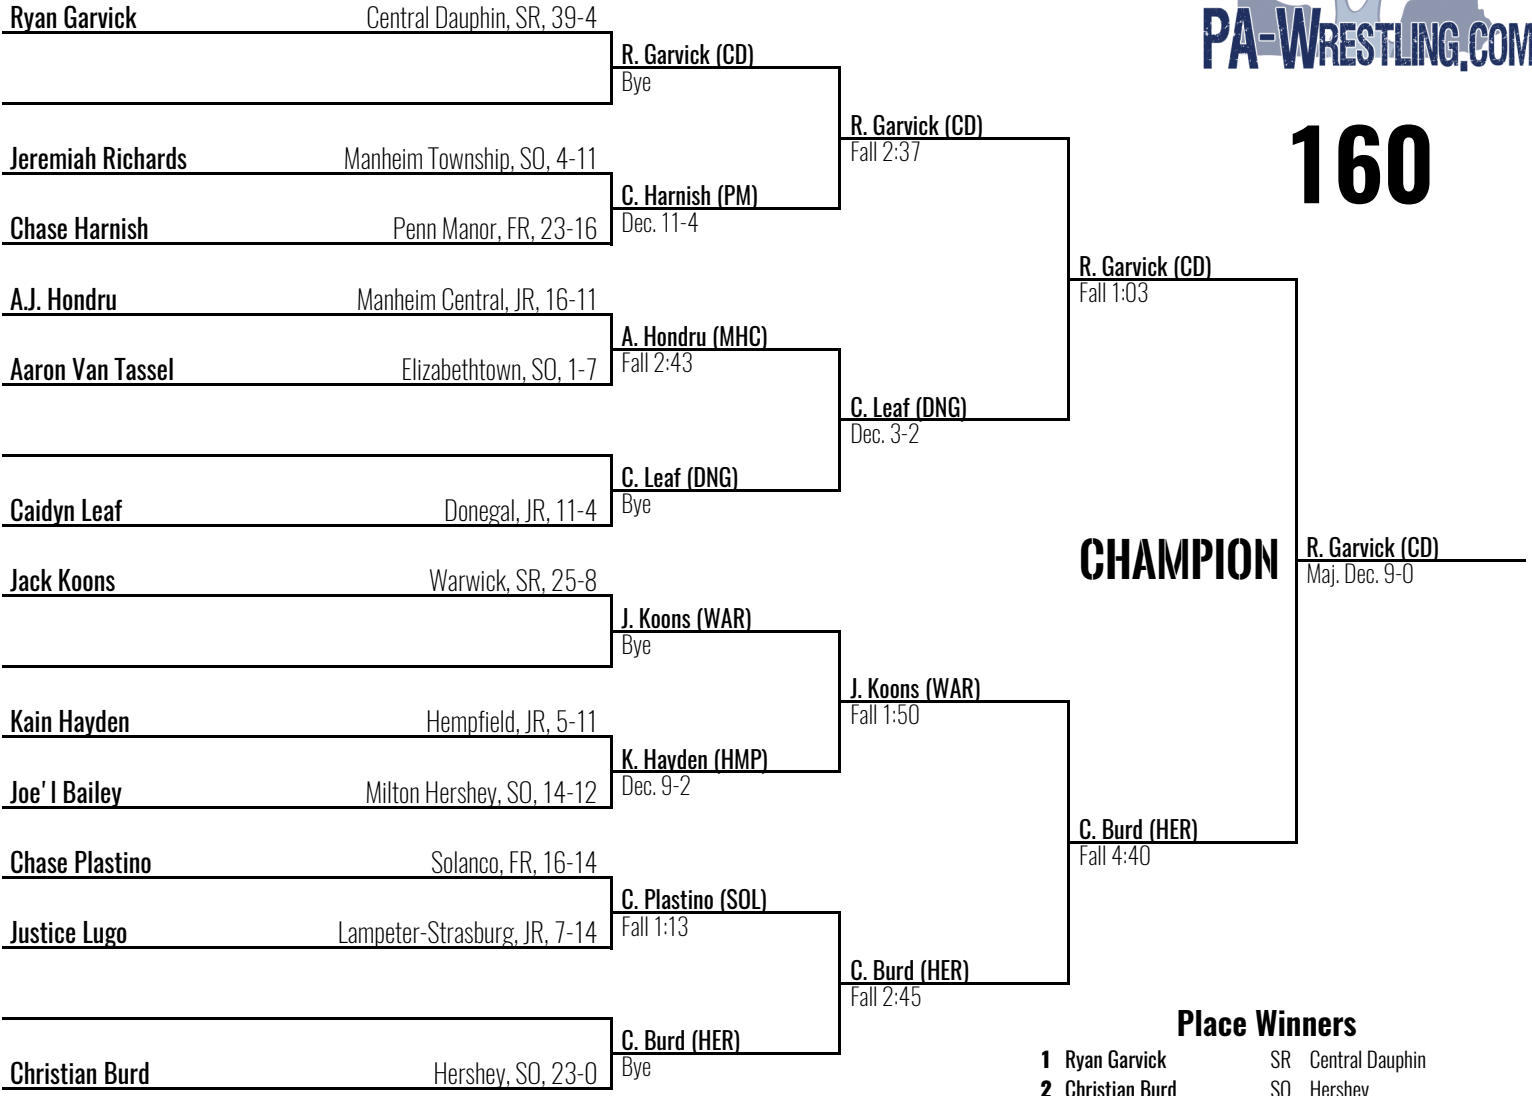 Ryan Garvick Central Dauphin, SR, 39-4
R. Garvick (CD)
Bye
PA-WRESTLING.COM
R. Garvick (CD)
Fall 2:37
160
Jeremiah Richards Manheim Township, SO, 4-11
C. Harnish (PM)
Dec. 11-4
Chase Harnish Penn Manor, FR, 23-16
R. Garvick (CD)
Fall 1:03
A.J. Hondru Manheim Central, JR, 16-11
A. Hondru (MHC)
Fall 2:43
Aaron Van Tassel Elizabethtown, SO, 1-7
C. Leaf (DNG)
Dec. 3-2
C. Leaf (DNG)
Bye
Caidyn Leaf Donegal, JR, 11-4
CHAMPION
R. Garvick (CD)
Maj. Dec. 9-0
Jack Koons Warwick, SR, 25-8
J. Koons (WAR)
Bye
J. Koons (WAR)
Fall 1:50
Kain Hayden Hempfield, JR, 5-11
K. Hayden (HMP)
Dec. 9-2
Joe'l Bailey Milton Hershey, SO, 14-12
C. Burd (HER)
Fall 4:40
Chase Plastino Solanco, FR, 16-14
C. Plastino (SOL)
Fall 1:13
Justice Lugo Lampeter-Strasburg, JR, 7-14
C. Burd (HER)
Fall 2:45
C. Burd (HER)
Bye
Christian Burd Hershey, SO, 23-0
Place Winners
1 Ryan Garvick SR Central Dauphin
2 Christian Burd SO Hershey